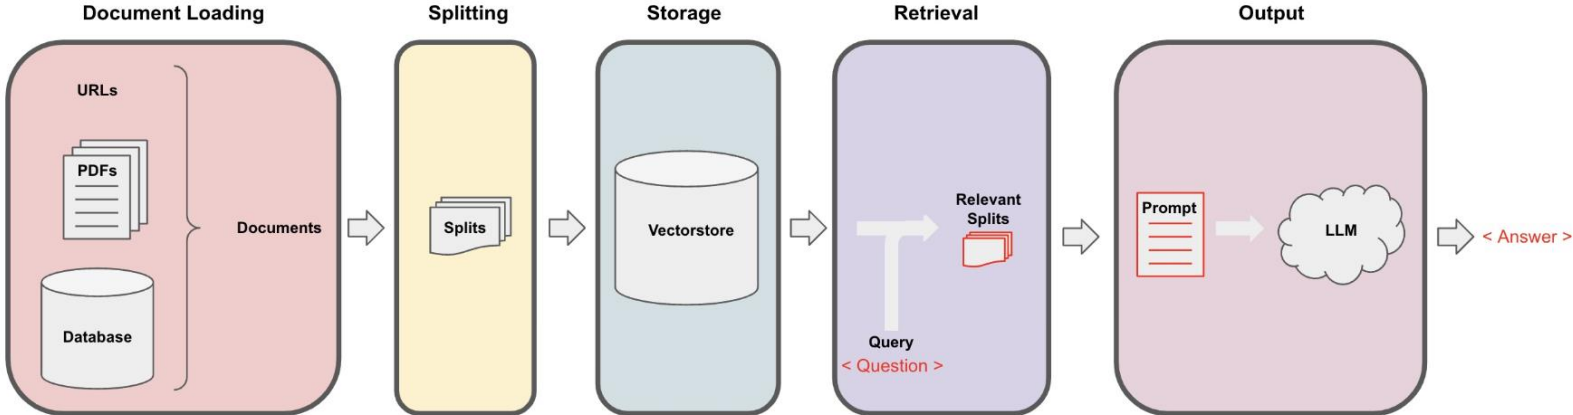 Document Loading
Splitting
Storage
Retrieval
Output
URLs
PDFs
Database
Documents
Splits
Vectorstore
Relevant
Splits
Query
< Question >
Prompt
LLM
< Answer >